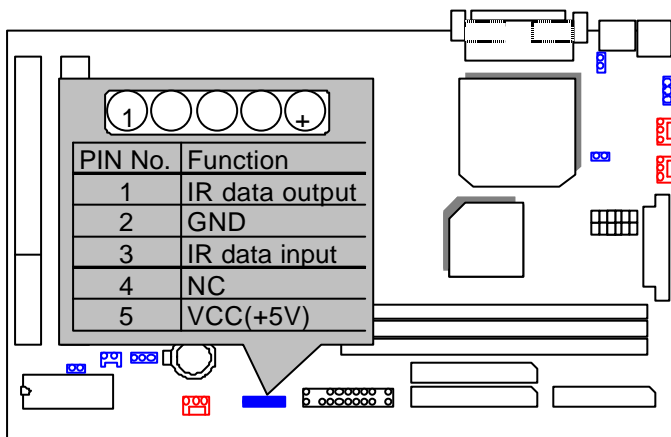 1 +
PIN No. Function
1 IR data output
2 GND
3 IR data input
4 NC
5 VCC(+5V)